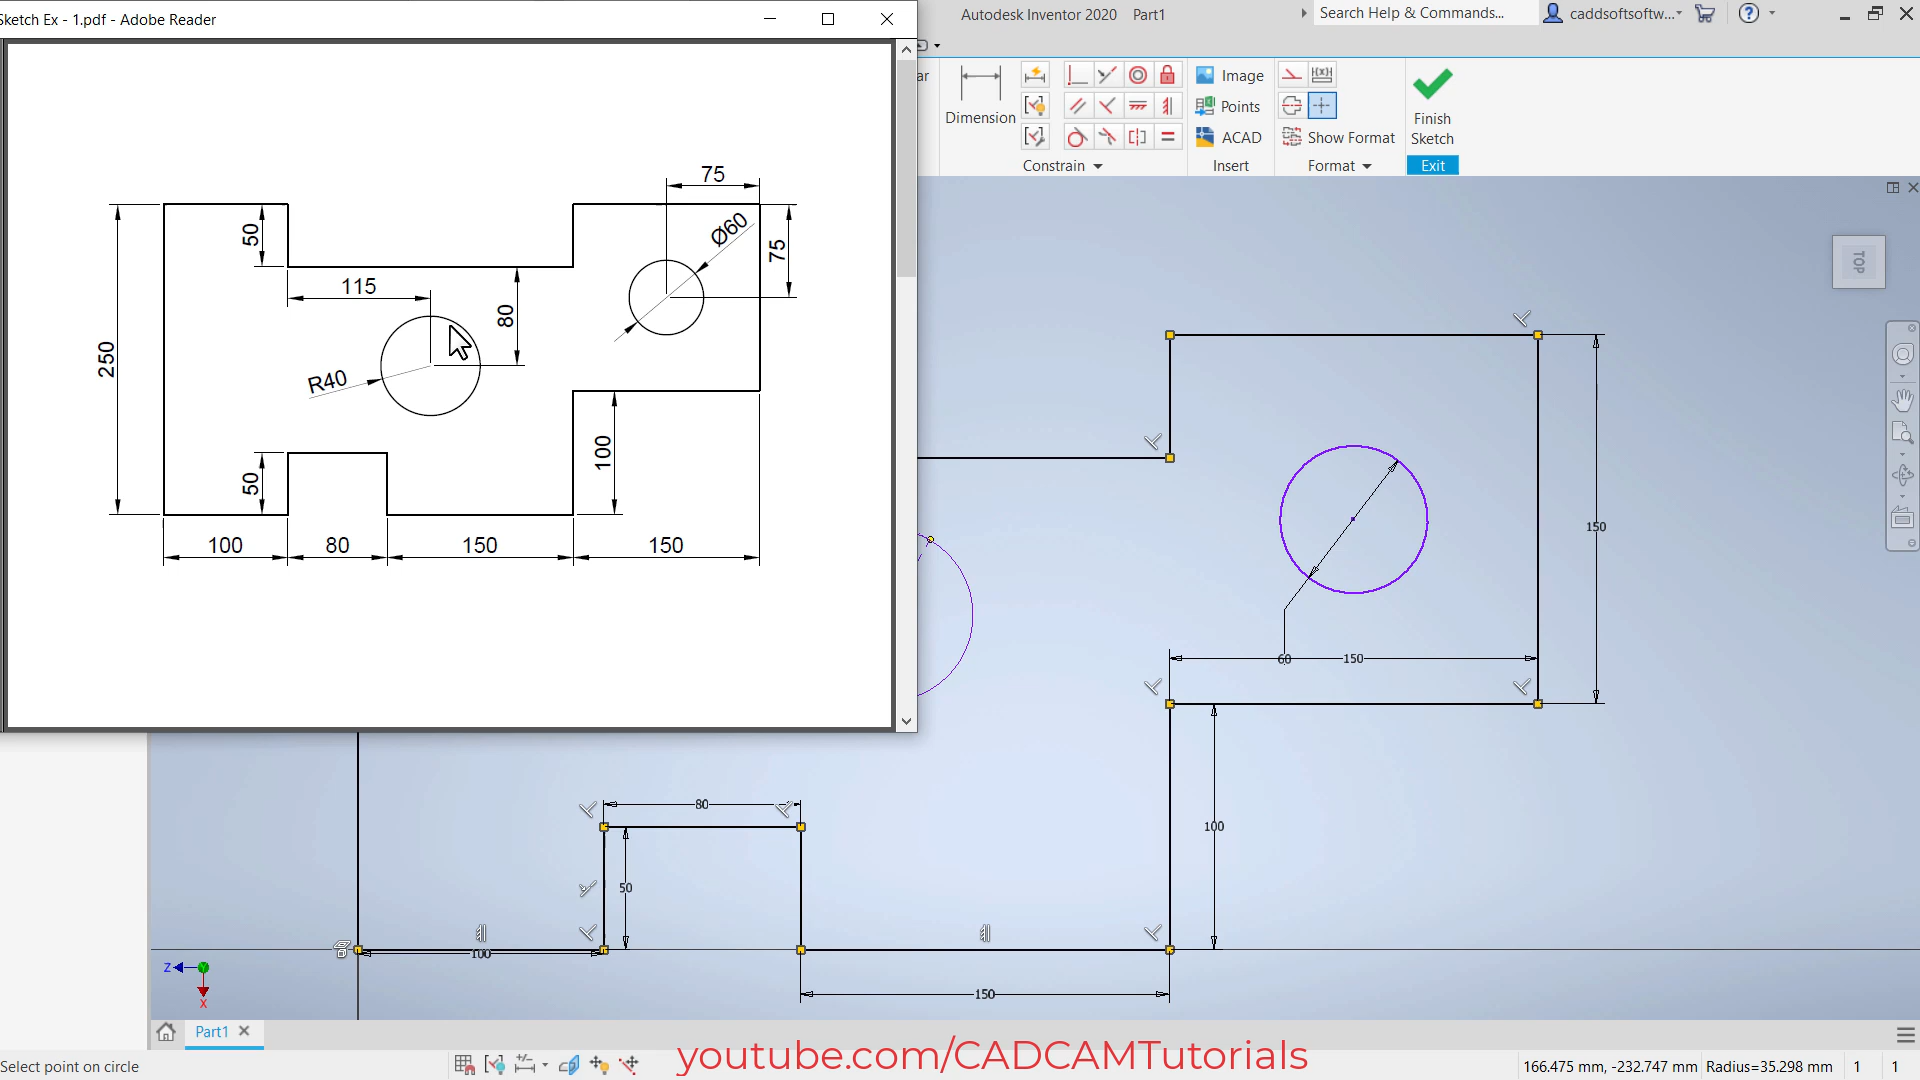 Sketch Ex - 1.pdf - Adobe Reader
Autodesk Inventor 2020 Part1
Search Help & Commands...
caddsoftsoftw...
ar
Dimension
Image
Points
ACAD
Show Format
Finish
Sketch
Constrain
Insert
Format
Exit
TOP
75
50
Ø60
75
115
80
250
R40
50
100
100
80
150
150
150
60
150
100
80
50
100
150
Z
Y
X
Part1
Select point on circle
youtube.com/CADCAMTutorials
166.475 mm, -232.747 mm
Radius=35.298 mm
1
1